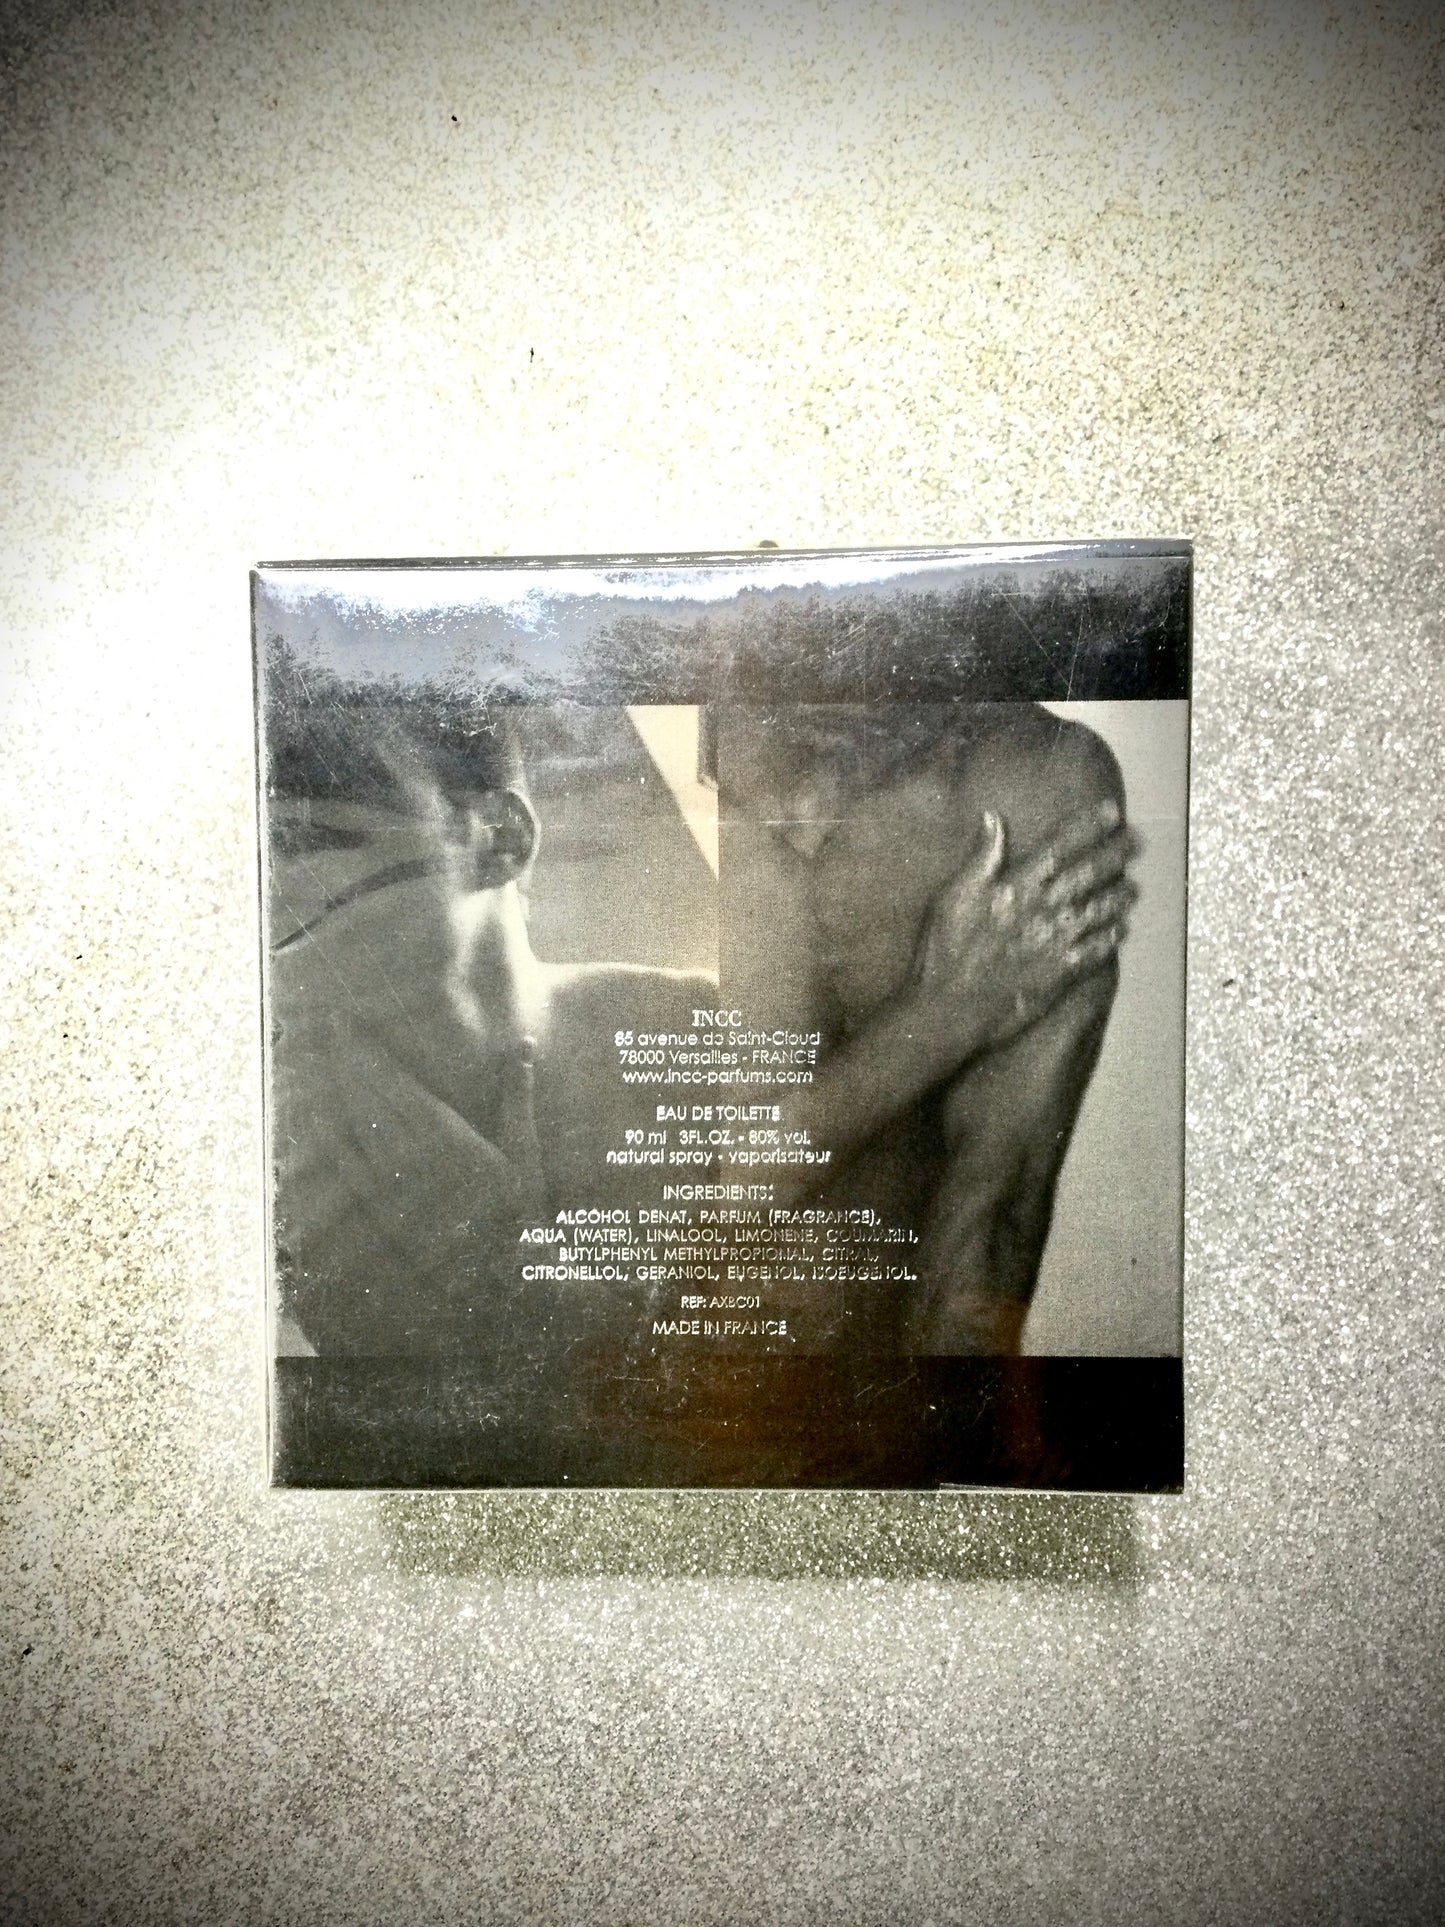 INCC
85 avenue de Saint-Cloud
78000 Versailles - FRANCE
www.incc-parfums.com
EAU DE TOILETTE
90 ml 3FL.OZ. - 80% vol.
natural spray - vaporisateur
INGREDIENTS:
ALCOHOL DENAT, PARFUM (FRAGRANCE),
AQUA (WATER), LINALOOL, LIMONENE, COUMARIN,
BUTYLPHENYL METHYLPROPIONAL, CITRAL,
CITRONELLOL, GERANIOL, EUGENOL, ISOEUGENOL.
REF: AXBC01
MADE IN FRANCE